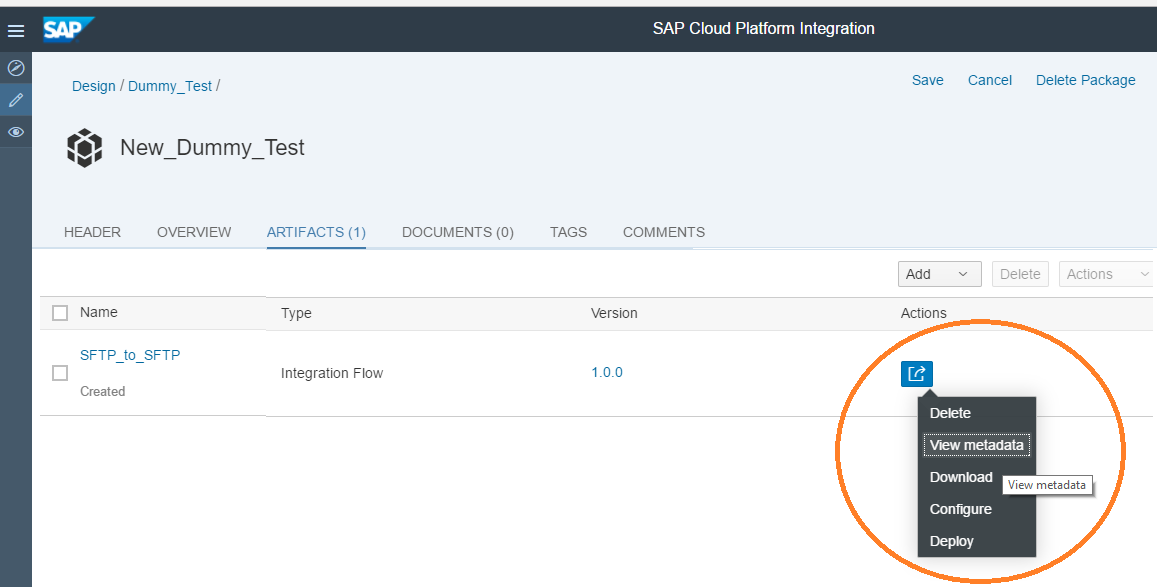 SAP
SAP Cloud Platform Integration
Design / Dummy_Test /
Save Cancel Delete Package
New_Dummy_Test
HEADER OVERVIEW ARTIFACTS (1) DOCUMENTS (0) TAGS COMMENTS
Add Delete Actions
Name Type Version Actions
SFTP_to_SFTP
Integration Flow 1.0.0
Created
Delete
View metadata
Download
View metadata
Configure
Deploy